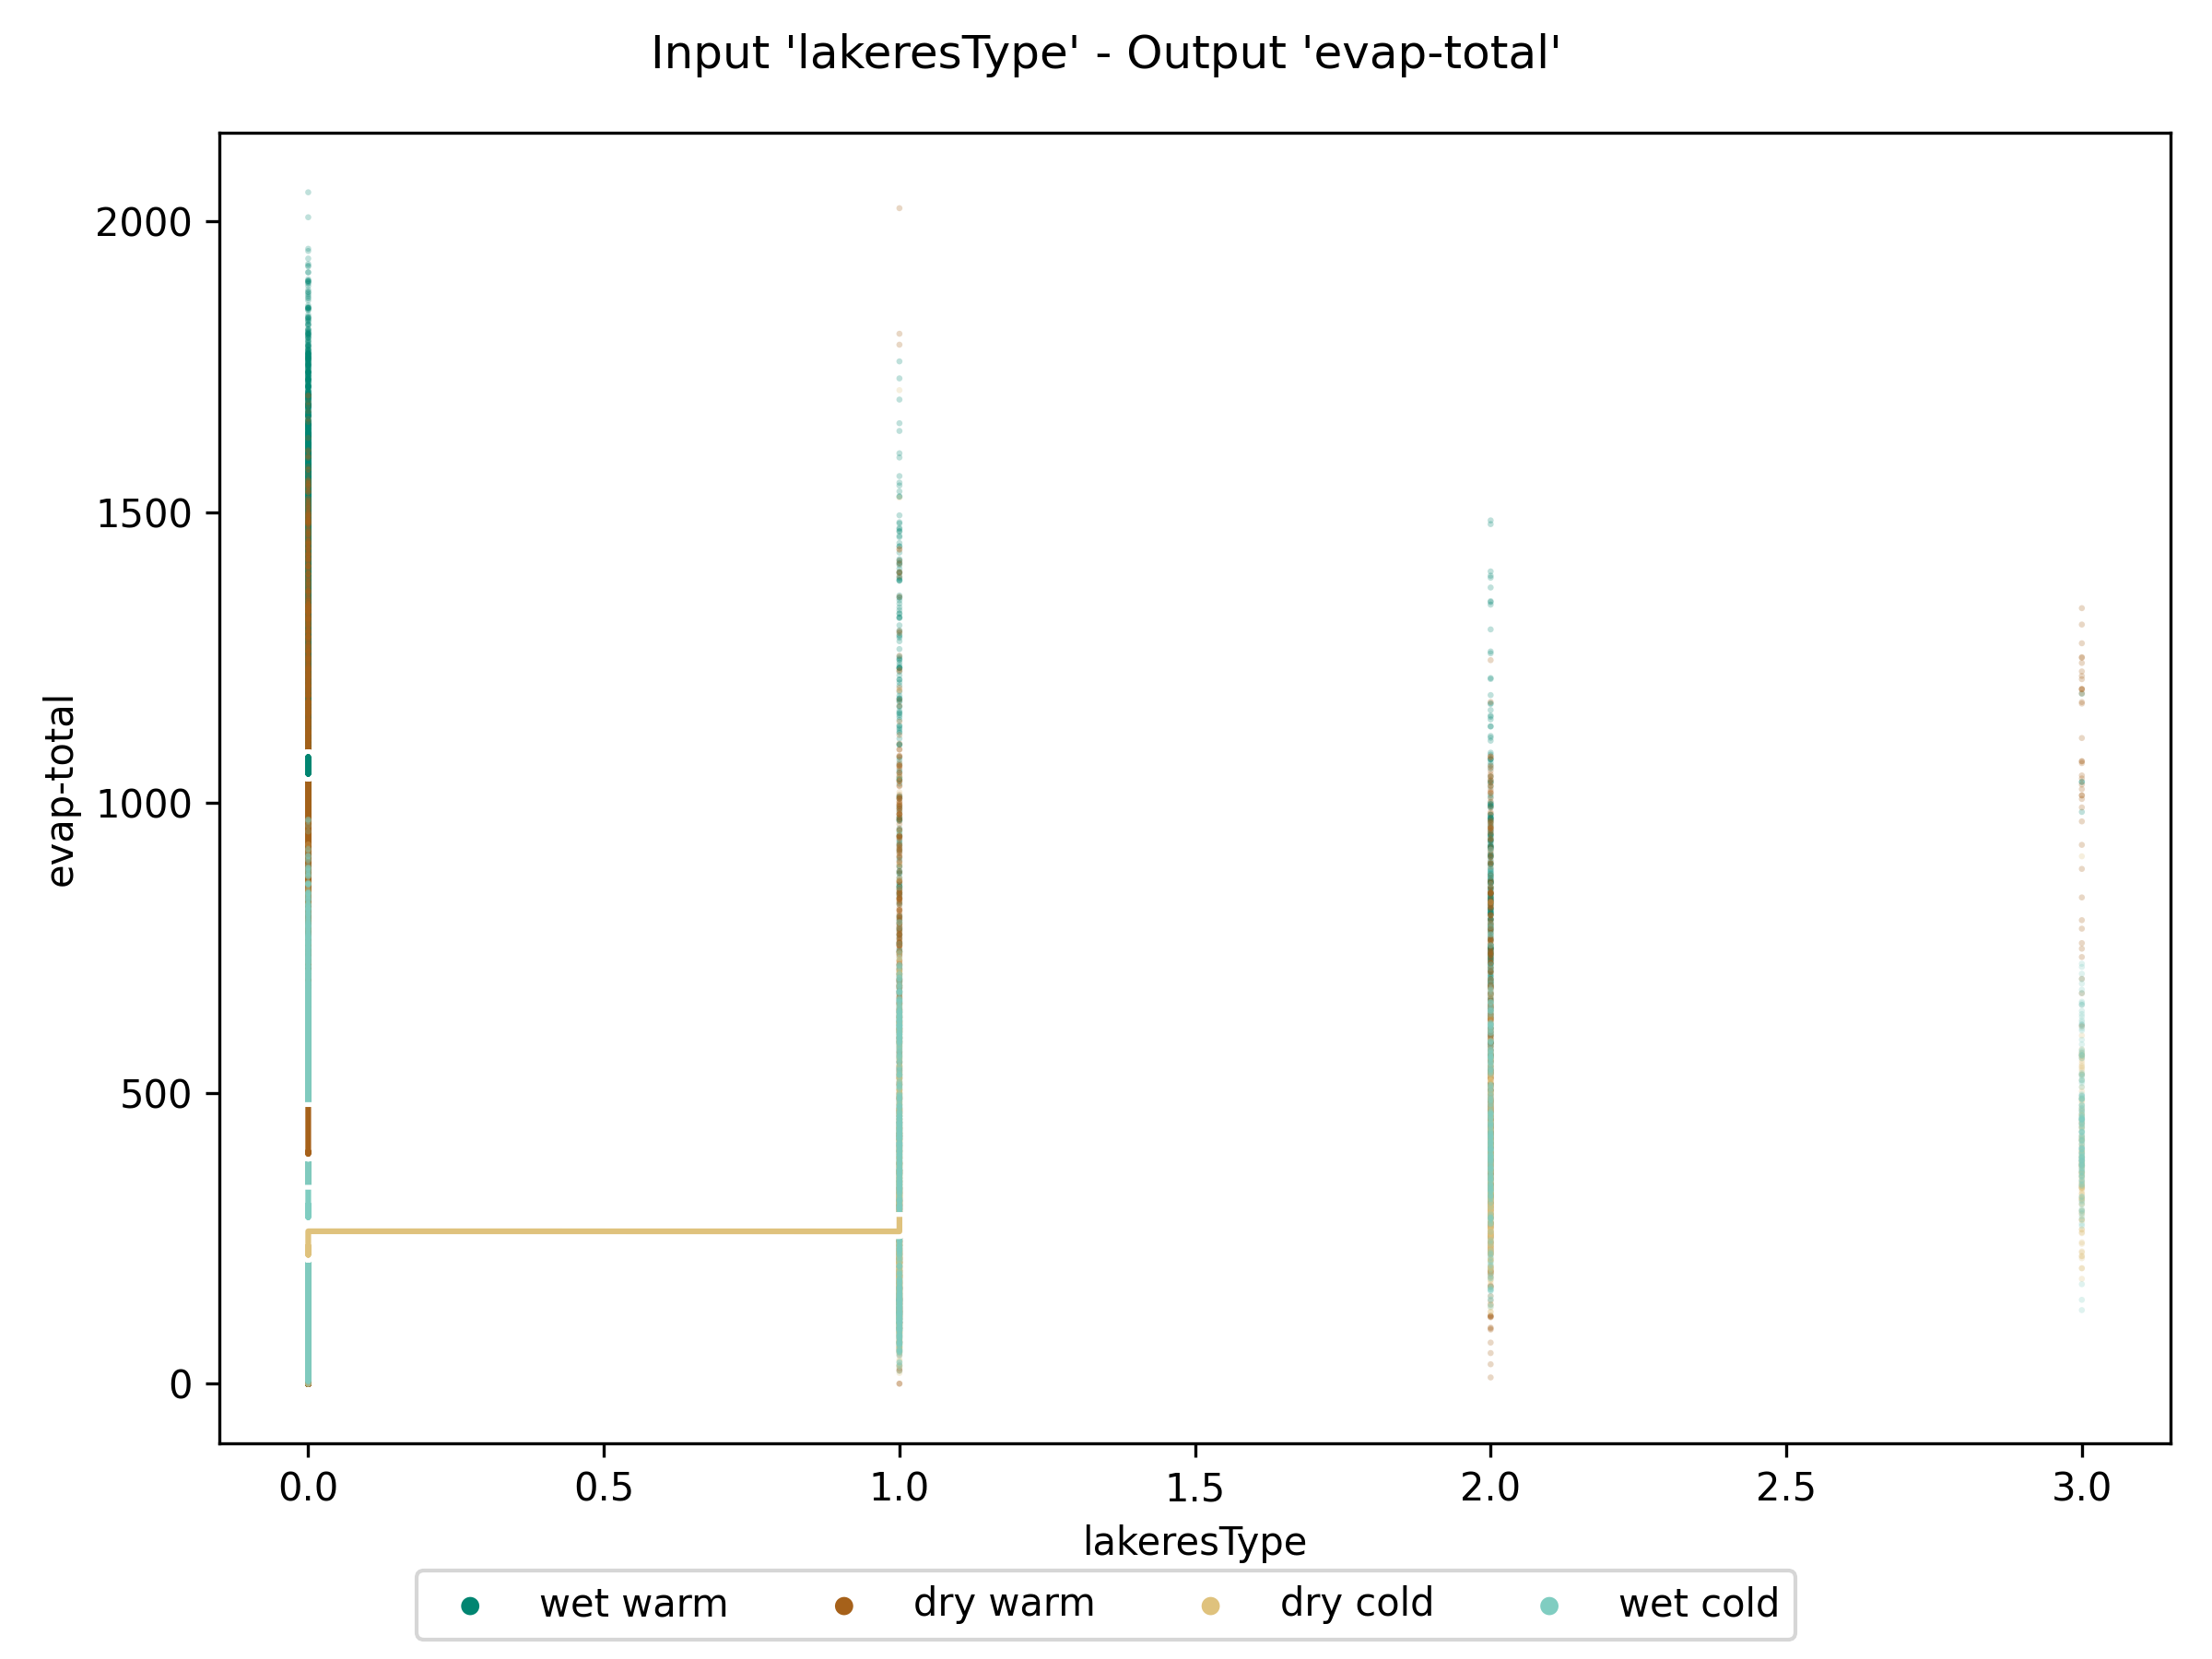 Input 'lakeresType' - Output 'evap-total'
2000
1500
1000
500
0
evap-total
0.0 0.5 1.0 1.5 2.0 2.5 3.0
lakeresType
wet warm dry warm dry cold wet cold